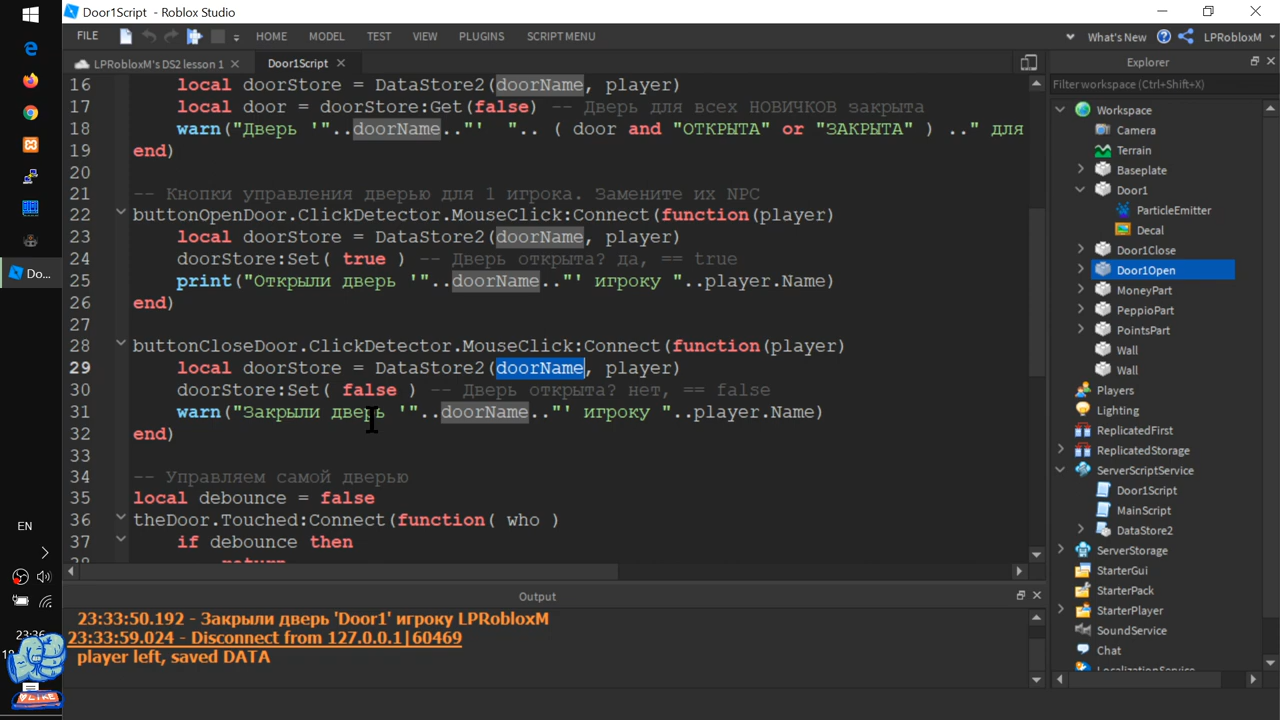 Door1Script - Roblox Studio
FILE HOME MODEL TEST VIEW PLUGINS SCRIPT MENU What's New LPRobloxM
LPRobloxM's DS2 lesson 1 Door1Script
16 local doorStore = DataStore2(doorName, player)
17 local door = doorStore:Get(false) -- Дверь для всех НОВИЧКОВ закрыта
18 warn("Дверь '"..doorName.."' ".. ( door and "ОТКРЫТА" or "ЗАКРЫТА" ) .." для
19 end)
20
21 -- Кнопки управления дверью для 1 игрока. Замените их NPC
22 buttonOpenDoor.ClickDetector.MouseClick:Connect(function(player)
23 local doorStore = DataStore2(doorName, player)
24 doorStore:Set( true ) -- Дверь открыта? да, == true
25 print("Открыли дверь '"..doorName.."' игроку "..player.Name)
26 end)
27
28 buttonCloseDoor.ClickDetector.MouseClick:Connect(function(player)
29 local doorStore = DataStore2(doorName, player)
30 doorStore:Set( false ) -- Дверь открыта? нет, == false
31 warn("Закрыли дверь '"..doorName.."' игроку "..player.Name)
32 end)
33
34 -- Управляем самой дверью
35 local debounce = false
36 theDoor.Touched:Connect(function( who )
37 if debounce then
38 return
Output
23:33:50.192 - Закрыли дверь 'Door1' игроку LPRobloxM
23:33:59.024 - Disconnect from 127.0.0.1|60469
player left, saved DATA
Explorer
Filter workspace (Ctrl+Shift+X)
Workspace
Camera
Terrain
Baseplate
Door1
ParticleEmitter
Decal
Door1Close
Door1Open
MoneyPart
PeppioPart
PointsPart
Wall
Wall
Players
Lighting
ReplicatedFirst
ReplicatedStorage
ServerScriptService
Door1Script
MainScript
DataStore2
ServerStorage
StarterGui
StarterPack
StarterPlayer
SoundService
Chat
LocalizationService
Do...
EN
23:36
LIKE